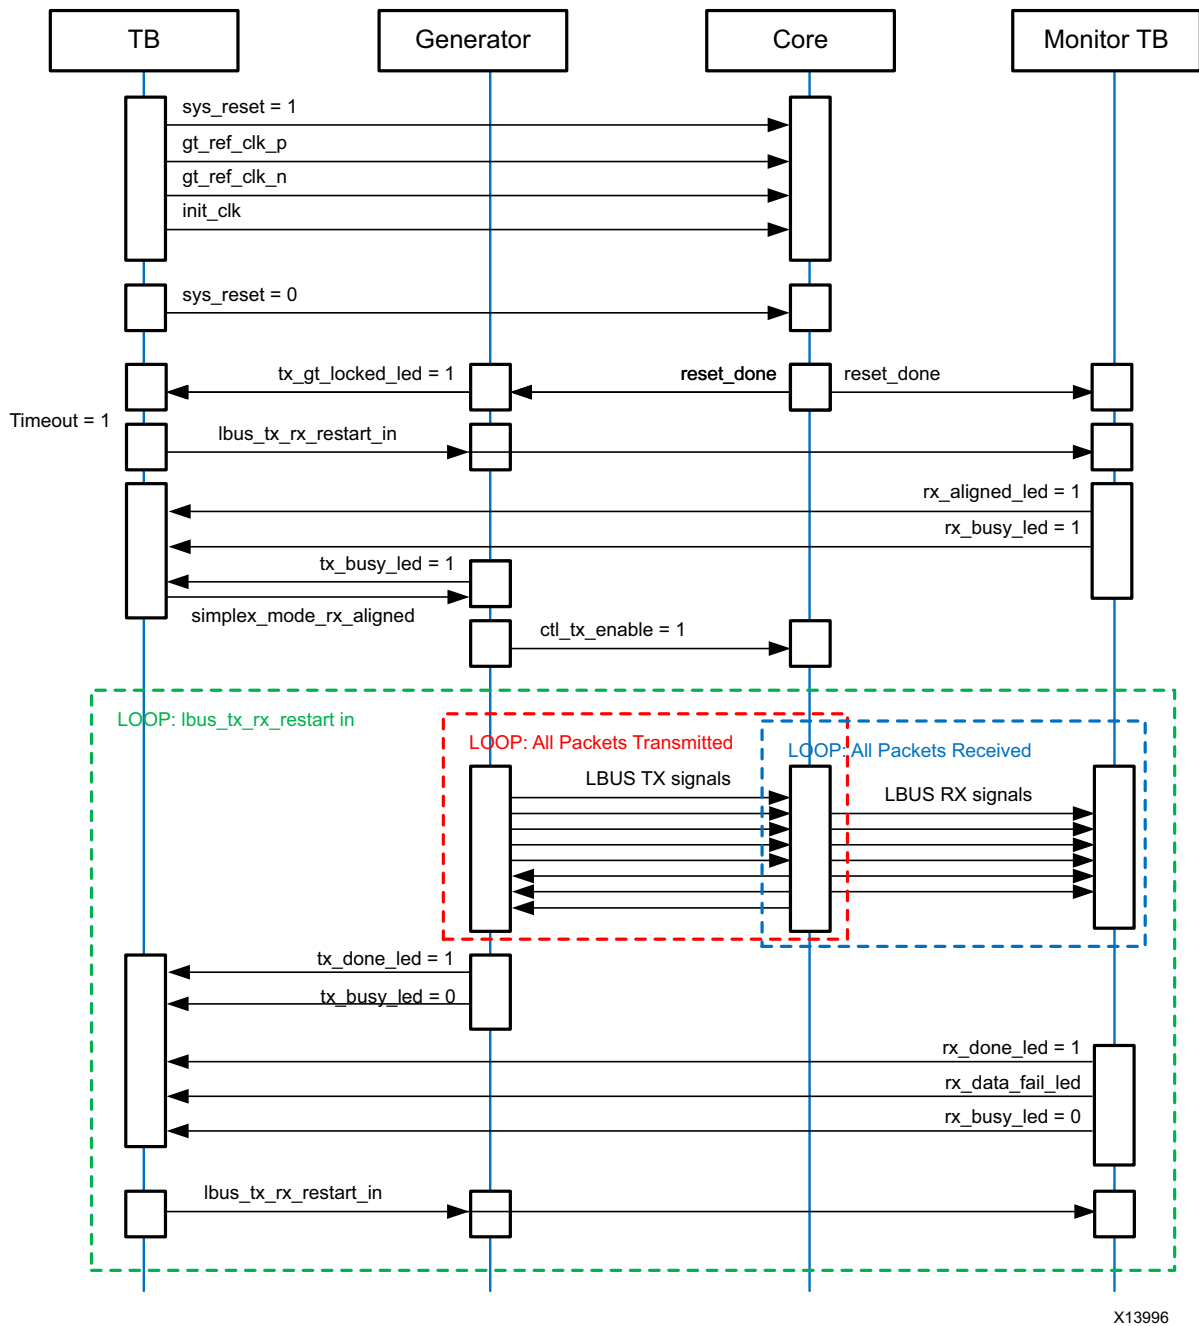 TB
Generator
Core
Monitor TB
sys_reset = 1
gt_ref_clk_p
gt_ref_clk_n
init_clk
sys_reset = 0
tx_gt_locked_led = 1
reset_done
reset_done
Timeout = 1
lbus_tx_rx_restart_in
rx_aligned_led = 1
rx_busy_led = 1
tx_busy_led = 1
simplex_mode_rx_aligned
ctl_tx_enable = 1
LOOP: lbus_tx_rx_restart in
LOOP: All Packets Transmitted
LOOP: All Packets Received
LBUS TX signals
LBUS RX signals
tx_done_led = 1
tx_busy_led = 0
rx_done_led = 1
rx_data_fail_led
rx_busy_led = 0
lbus_tx_rx_restart_in
X13996